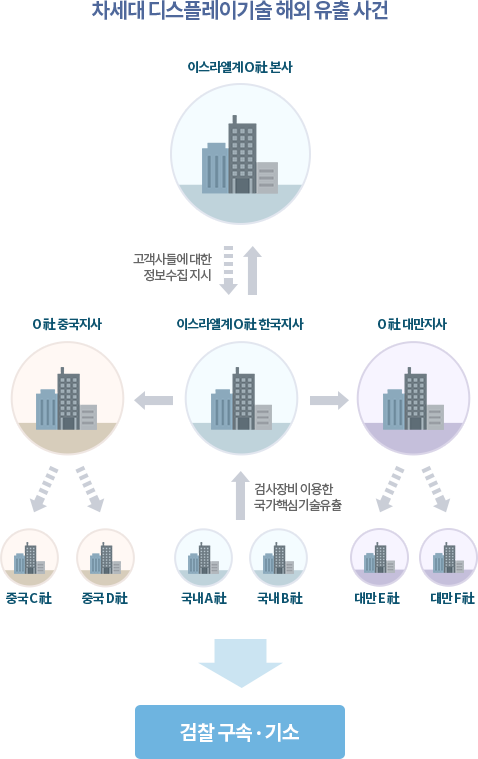 차세대 디스플레이기술 해외 유출 사건
이스라엘계 O社 본사
고객사들에 대한
정보수집 지시
O社 중국지사
이스라엘계 O社 한국지사
O社 대만지사
검사장비 이용한
국가핵심기술유츌
중국 C社
중국 D社
국내 A社
국내 B社
대만 E社
대만 F社
검찰 구속 · 기소